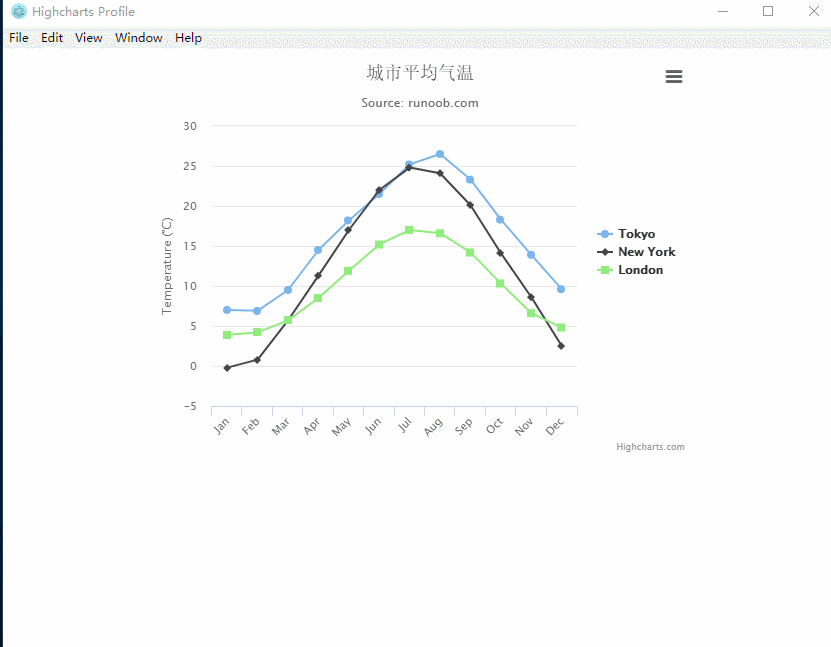 Highcharts Profile
File Edit View Window Help
城市平均气温
Source: runoob.com
Temperature (°C)
30
25
20
15
10
5
0
−5
Jan Feb Mar Apr May Jun Jul Aug Sep Oct Nov Dec
Tokyo
New York
London
Highcharts.com